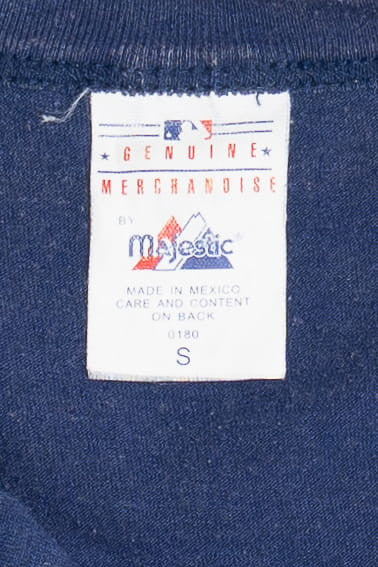 GENUINE
MERCHANDISE
BY
Majestic®
MADE IN MEXICO
CARE AND CONTENT
ON BACK
0180
S